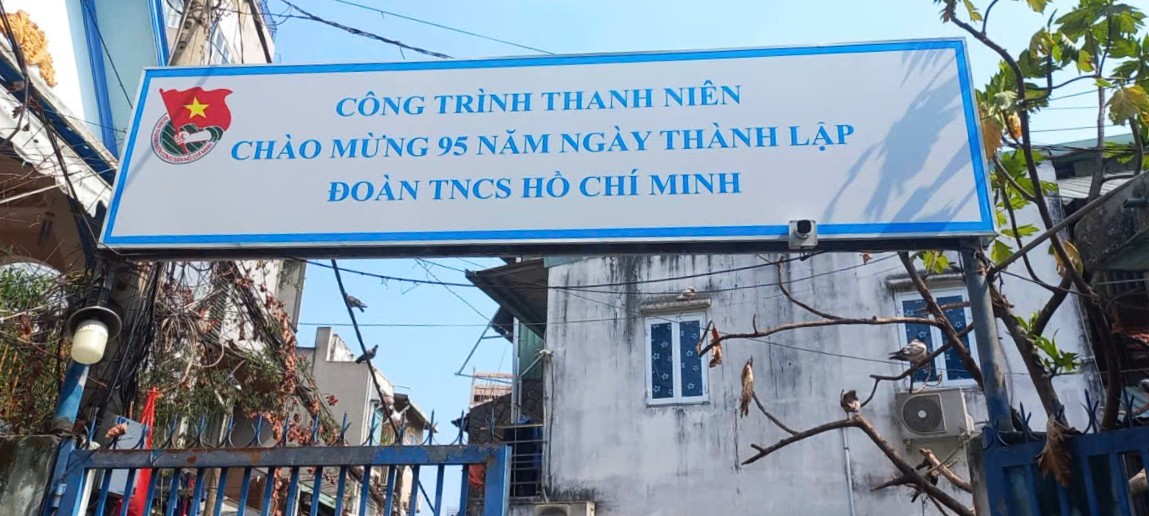 CÔNG TRÌNH THANH NIÊN
CHÀO MỪNG 95 NĂM NGÀY THÀNH LẬP
ĐOÀN TNCS HỒ CHÍ MINH